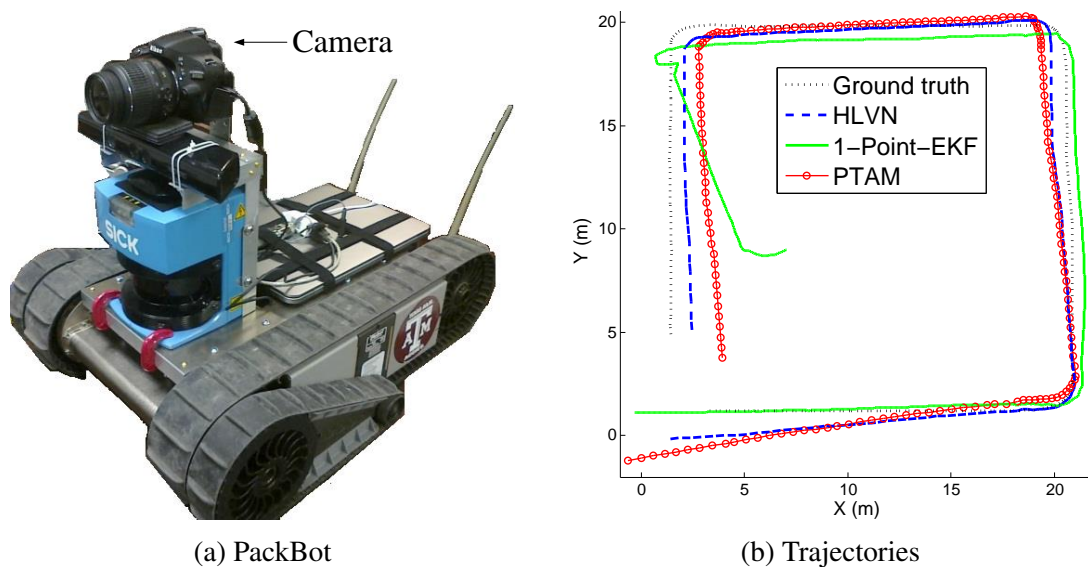 Camera
Nikon
SICK
A T M
(a) PackBot
20
15
10
5
0
Y (m)
Ground truth
HLVN
1-Point-EKF
PTAM
0
5
10
15
20
X (m)
(b) Trajectories